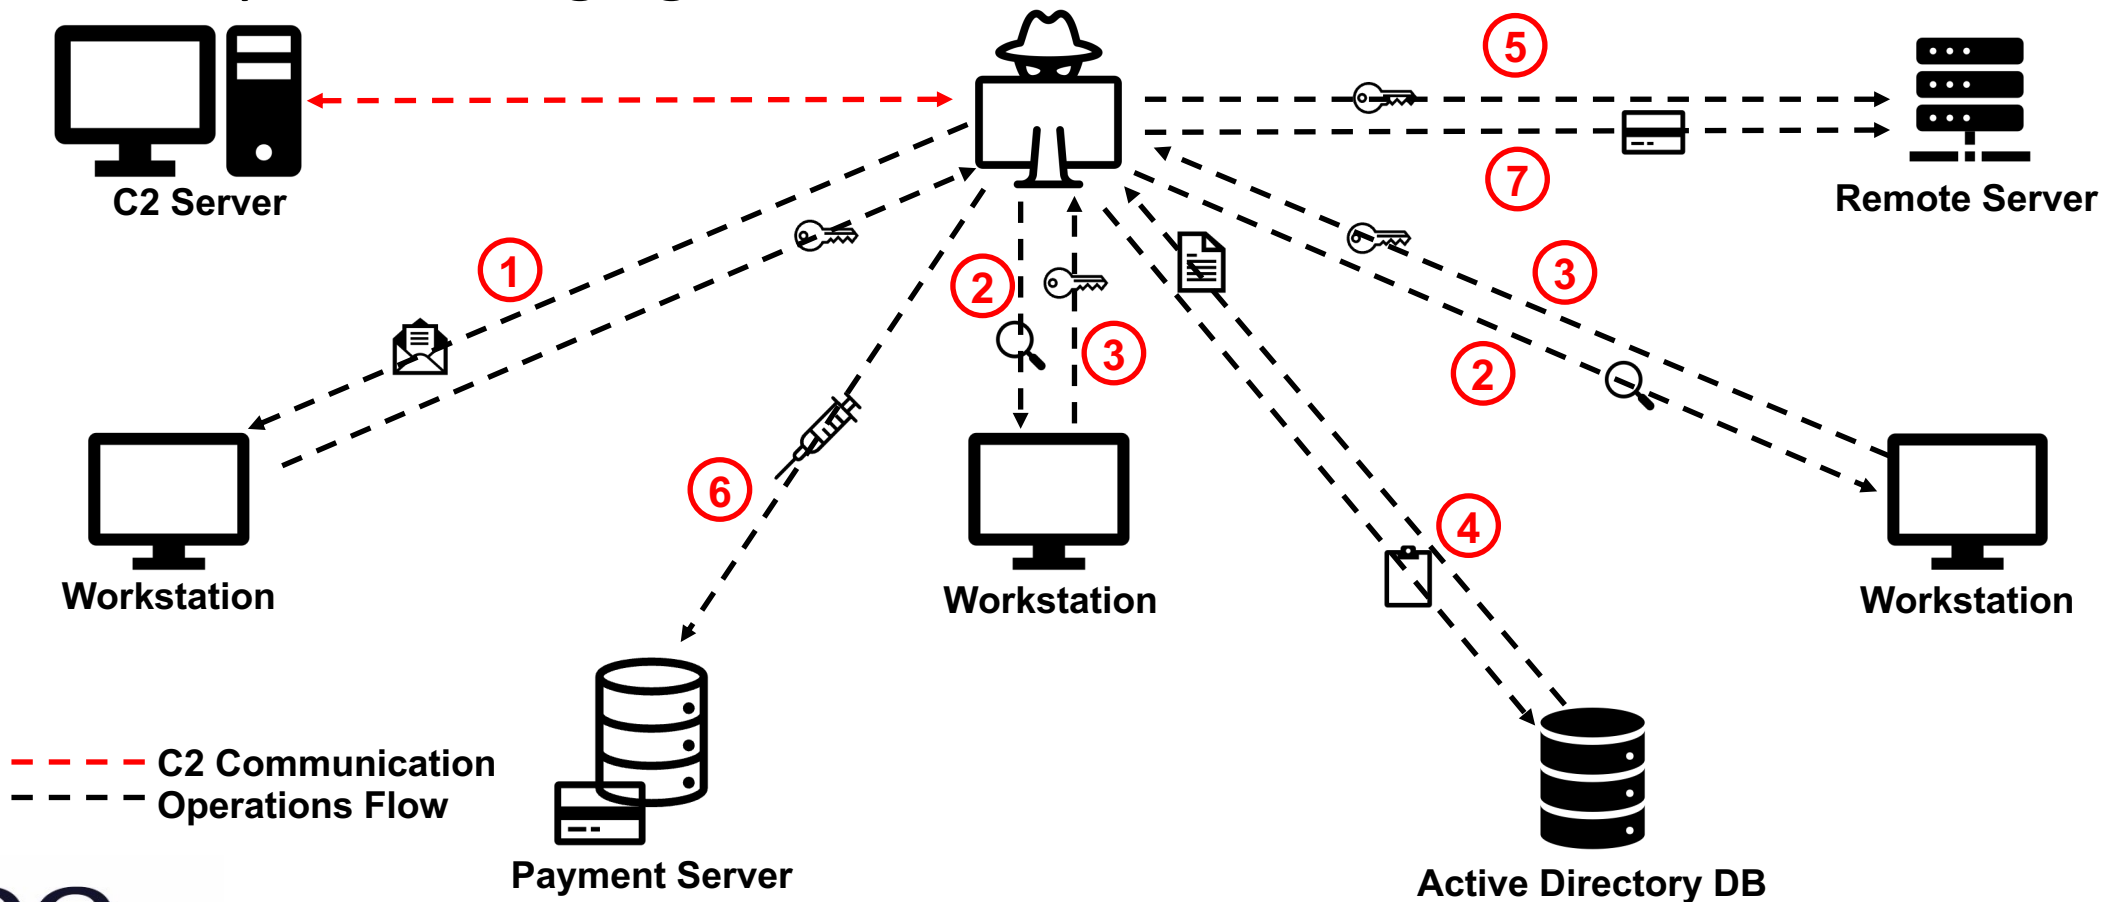 5
C2 Server
7
Remote Server
1
2
3
3
2
6
4
Workstation
Workstation
Workstation
C2 Communication
Operations Flow
Payment Server
Active Directory DB